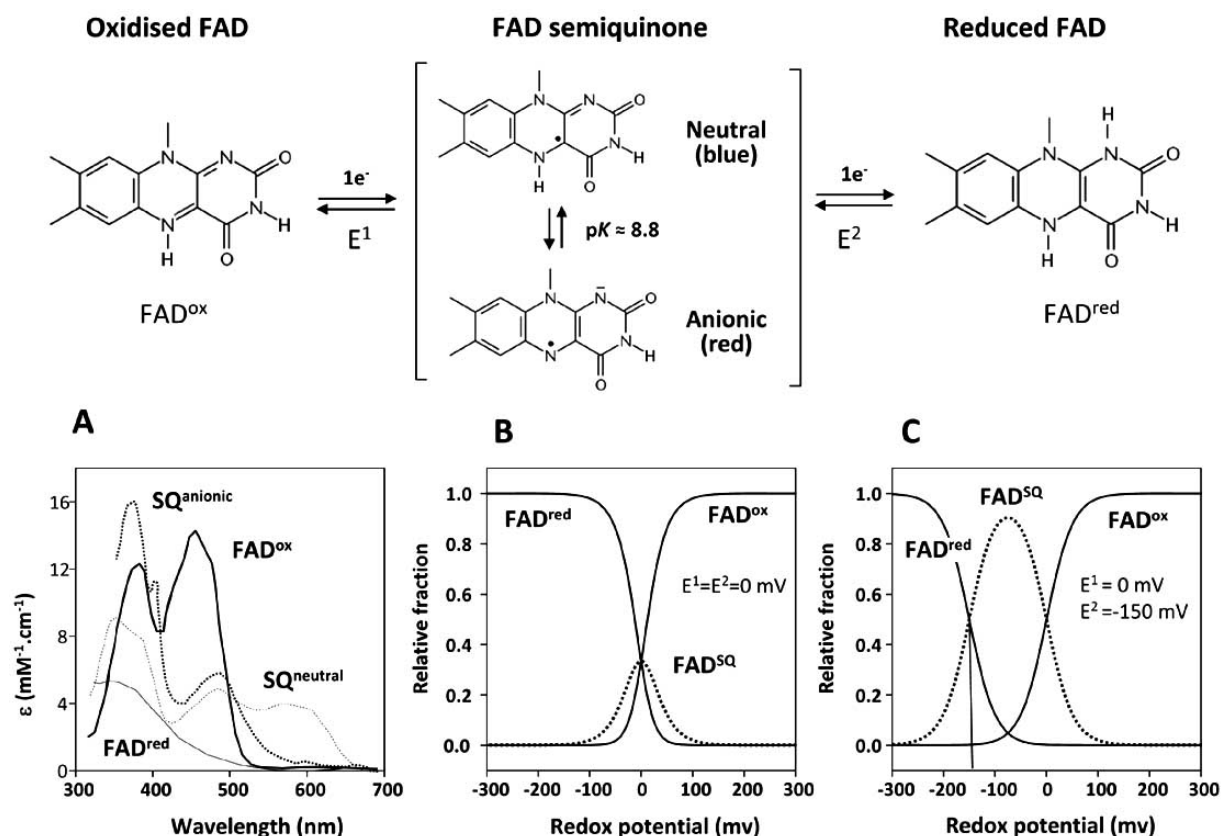 Oxidised FAD
FAD semiquinone
Reduced FAD
N
N
O
N
H
N
H
O
FADᵒˣ
1e⁻
E¹
N
N
O
N
H
N
H
O
Neutral
(blue)
pK ≈ 8.8
N
N
O
N
H
N
O
Anionic
(red)
1e⁻
E²
H
N
N
O
N
H
N
H
O
FADʳᵉᵈ
A
16
12
8
4
0
ε (mM⁻¹.cm⁻¹)
SQᵃⁿⁱᵒⁿⁱᶜ
FADᵒˣ
SQⁿᵉᵘᵗʳᵃˡ
FADʳᵉᵈ
300
400
500
600
700
Wavelength (nm)
B
1.0
0.8
0.6
0.4
0.2
0.0
Relative fraction
FADʳᵉᵈ
FADᵒˣ
E¹=E²=0 mV
FADˢQ
-300
-200
-100
0
100
200
300
Redox potential (mv)
C
1.0
0.8
0.6
0.4
0.2
0.0
Relative fraction
FADˢQ
FADᵒˣ
FADʳᵉᵈ
E¹ = 0 mV
E² =-150 mV
-300
-200
-100
0
100
200
300
Redox potential (mv)